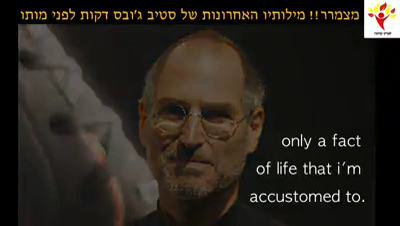 מצמרר!! מילותיו האחרונות של סטיב ג'ובס דקות לפני מותו
only a fact
of life that i'm
accustomed to.